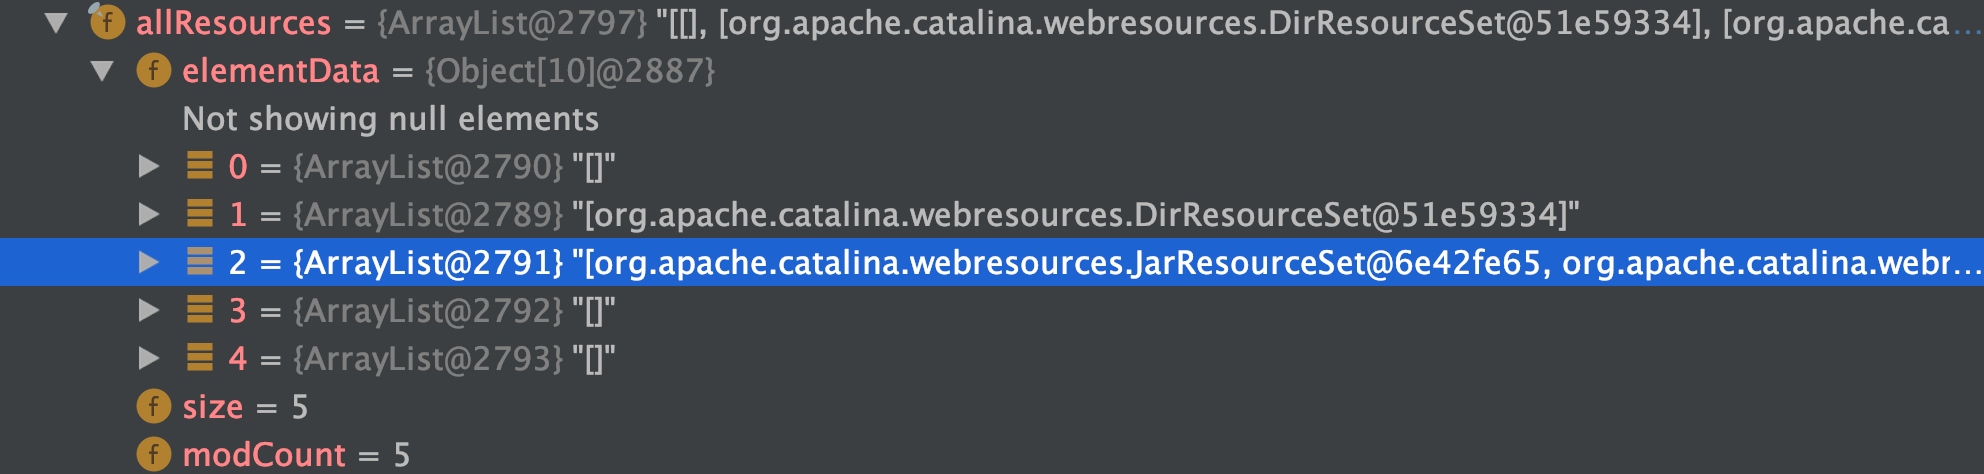 allResources = {ArrayList@2797} "[[], [org.apache.catalina.webresources.DirResourceSet@51e59334], [org.apache.ca...
elementData = {Object[10]@2887}
Not showing null elements
0 = {ArrayList@2790} "[]"
1 = {ArrayList@2789} "[org.apache.catalina.webresources.DirResourceSet@51e59334]"
2 = {ArrayList@2791} "[org.apache.catalina.webresources.JarResourceSet@6e42fe65, org.apache.catalina.webr...
3 = {ArrayList@2792} "[]"
4 = {ArrayList@2793} "[]"
size = 5
modCount = 5